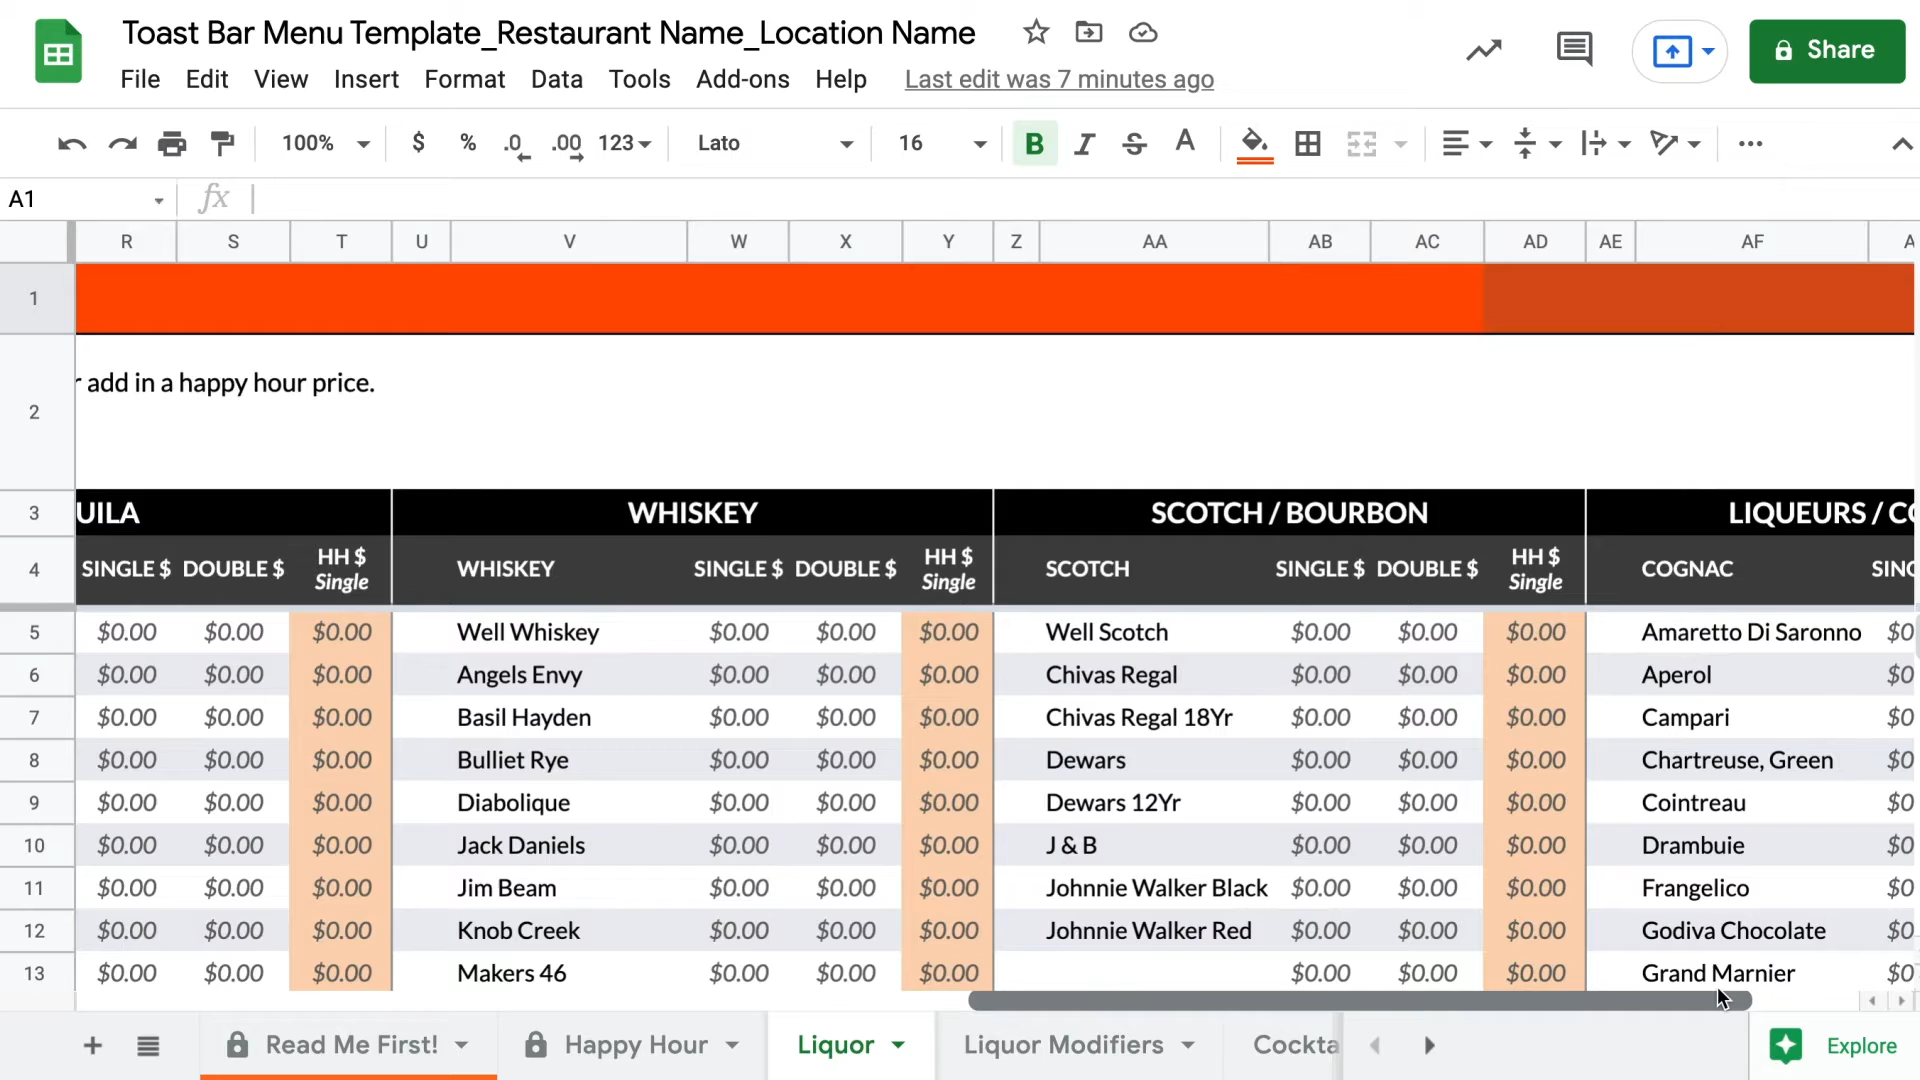 Toast Bar Menu Template_Restaurant Name_Location Name
Share
File Edit View Insert Format Data Tools Add-ons Help Last edit was 7 minutes ago
100% $ % .0 .00 123 Lato 16 B I S A
A1 fx
R S T U V W X Y Z AA AB AC AD AE AF A
1
2 add in a happy hour price.
3 UILA WHISKEY SCOTCH / BOURBON LIQUEURS / CO
4 SINGLE $ DOUBLE $ HH $ Single WHISKEY SINGLE $ DOUBLE $ HH $ Single SCOTCH SINGLE $ DOUBLE $ HH $ Single COGNAC SING
5 $0.00 $0.00 $0.00 Well Whiskey $0.00 $0.00 $0.00 Well Scotch $0.00 $0.00 $0.00 Amaretto Di Saronno $0
6 $0.00 $0.00 $0.00 Angels Envy $0.00 $0.00 $0.00 Chivas Regal $0.00 $0.00 $0.00 Aperol $0
7 $0.00 $0.00 $0.00 Basil Hayden $0.00 $0.00 $0.00 Chivas Regal 18Yr $0.00 $0.00 $0.00 Campari $0
8 $0.00 $0.00 $0.00 Bulliet Rye $0.00 $0.00 $0.00 Dewars $0.00 $0.00 $0.00 Chartreuse, Green $0
9 $0.00 $0.00 $0.00 Diabolique $0.00 $0.00 $0.00 Dewars 12Yr $0.00 $0.00 $0.00 Cointreau $0
10 $0.00 $0.00 $0.00 Jack Daniels $0.00 $0.00 $0.00 J & B $0.00 $0.00 $0.00 Drambuie $0
11 $0.00 $0.00 $0.00 Jim Beam $0.00 $0.00 $0.00 Johnnie Walker Black $0.00 $0.00 $0.00 Frangelico $0
12 $0.00 $0.00 $0.00 Knob Creek $0.00 $0.00 $0.00 Johnnie Walker Red $0.00 $0.00 $0.00 Godiva Chocolate $0
13 $0.00 $0.00 $0.00 Makers 46 $0.00 $0.00 $0.00 $0.00 $0.00 $0.00 Grand Marnier $0
Read Me First! Happy Hour Liquor Liquor Modifiers Cockta Explore